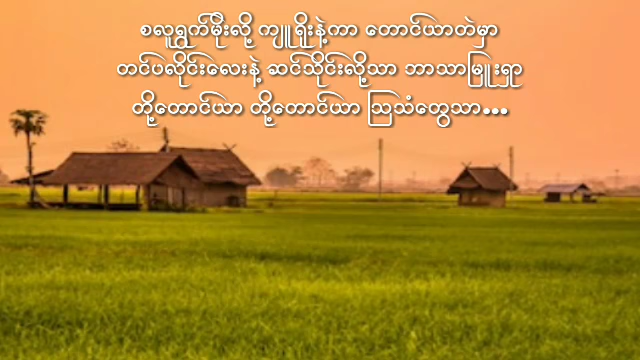 စလူရွက်မိုးလို့ ကျူရိုးနဲ့ကာ တောင်ယာတဲမှာ
တင်ပလိုင်းလေးနဲ့ ဆင်သိုင်းလို့သာ ဘာသာမြူးရှာ
တို့တောင်ယာ တို့တောင်ယာ ဩသံတွေသာ...